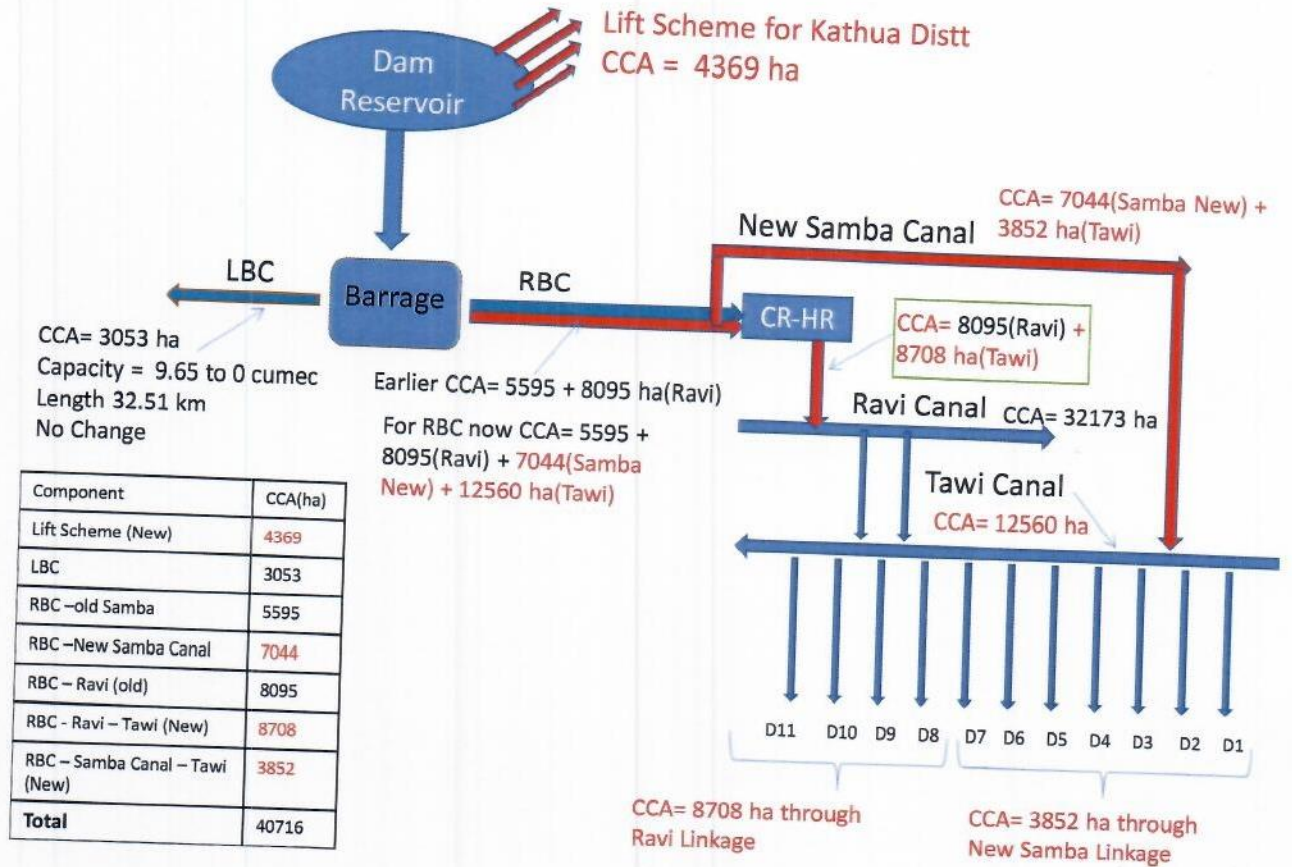 Lift Scheme for Kathua Distt
CCA = 4369 ha
Dam
Reservoir
CCA= 7044(Samba New) +
3852 ha(Tawi)
New Samba Canal
LBC
Barrage
RBC
CR-HR
CCA= 8095(Ravi) +
8708 ha(Tawi)
CCA= 3053 ha
Capacity = 9.65 to 0 cumec
Length 32.51 km
No Change
Earlier CCA= 5595 + 8095 ha(Ravi)
For RBC now CCA= 5595 +
8095(Ravi) + 7044(Samba
New) + 12560 ha(Tawi)
Ravi Canal CCA= 32173 ha
Tawi Canal
CCA= 12560 ha
Component CCA(ha)
Lift Scheme (New) 4369
LBC 3053
RBC –old Samba 5595
RBC –New Samba Canal 7044
RBC – Ravi (old) 8095
RBC - Ravi – Tawi (New) 8708
RBC – Samba Canal – Tawi 3852
(New)
Total 40716
D11 D10 D9 D8 D7 D6 D5 D4 D3 D2 D1
CCA= 8708 ha through
Ravi Linkage
CCA= 3852 ha through
New Samba Linkage